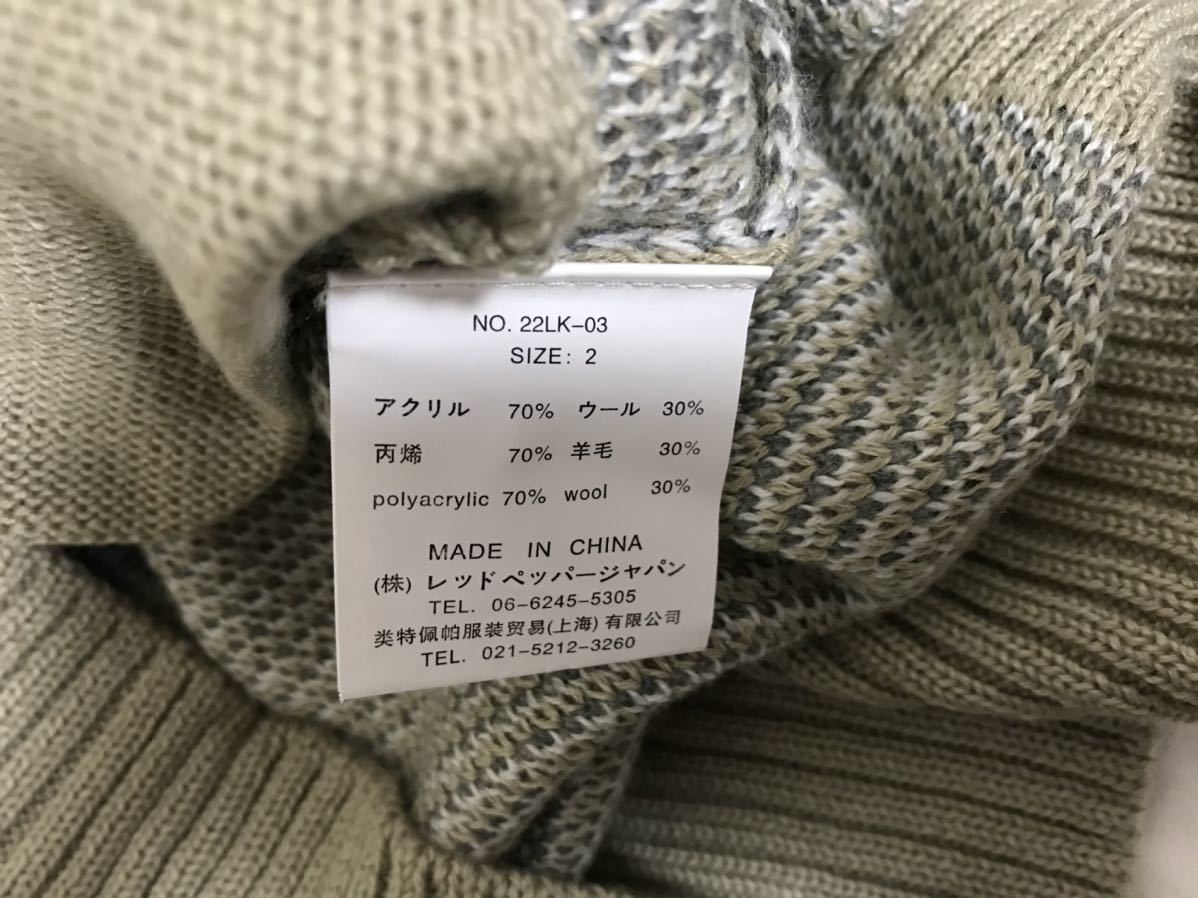 NO. 22LK-03
SIZE: 2
アクリル 70% ウール 30%
丙烯 70% 羊毛 30%
polyacrylic 70% wool 30%
MADE IN CHINA
(株) レッドペッパージャパン
TEL. 06-6245-5305
类特佩帕服装贸易(上海)有限公司
TEL. 021-5212-3260